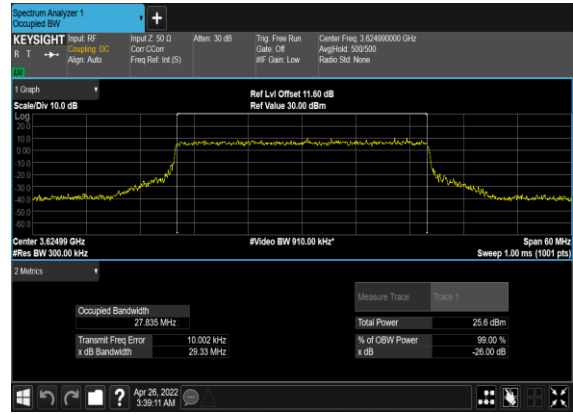 Spectrum Analyzer 1
Occupied BW
+
KEYSIGHT Input: RF Input Z: 50 Ω Atten: 30 dB Trig: Free Run Center Freq: 3.624990000 GHz
R T Coupling: DC Corr CCorr Gate: Off Avg|Hold: 500/500
Align: Auto Freq Ref: Int (S) #IF Gain: Low Radio Std: None
1 Graph
Ref Lvl Offset 11.60 dB
Scale/Div 10.0 dB Ref Value 30.00 dBm
Log
20.0
10.0
0.00
-10.0
-20.0
-30.0
-40.0
-50.0
-60.0
Center 3.62499 GHz #Video BW 910.00 kHz* Span 60 MHz
#Res BW 300.00 kHz Sweep 1.00 ms (1001 pts)
2 Metrics
Measure Trace Trace 1
Occupied Bandwidth
27.835 MHz Total Power 25.6 dBm
Transmit Freq Error 10.002 kHz % of OBW Power 99.00 %
x dB Bandwidth 29.33 MHz x dB -26.00 dB
? Apr 26, 2022
3:39:11 AM